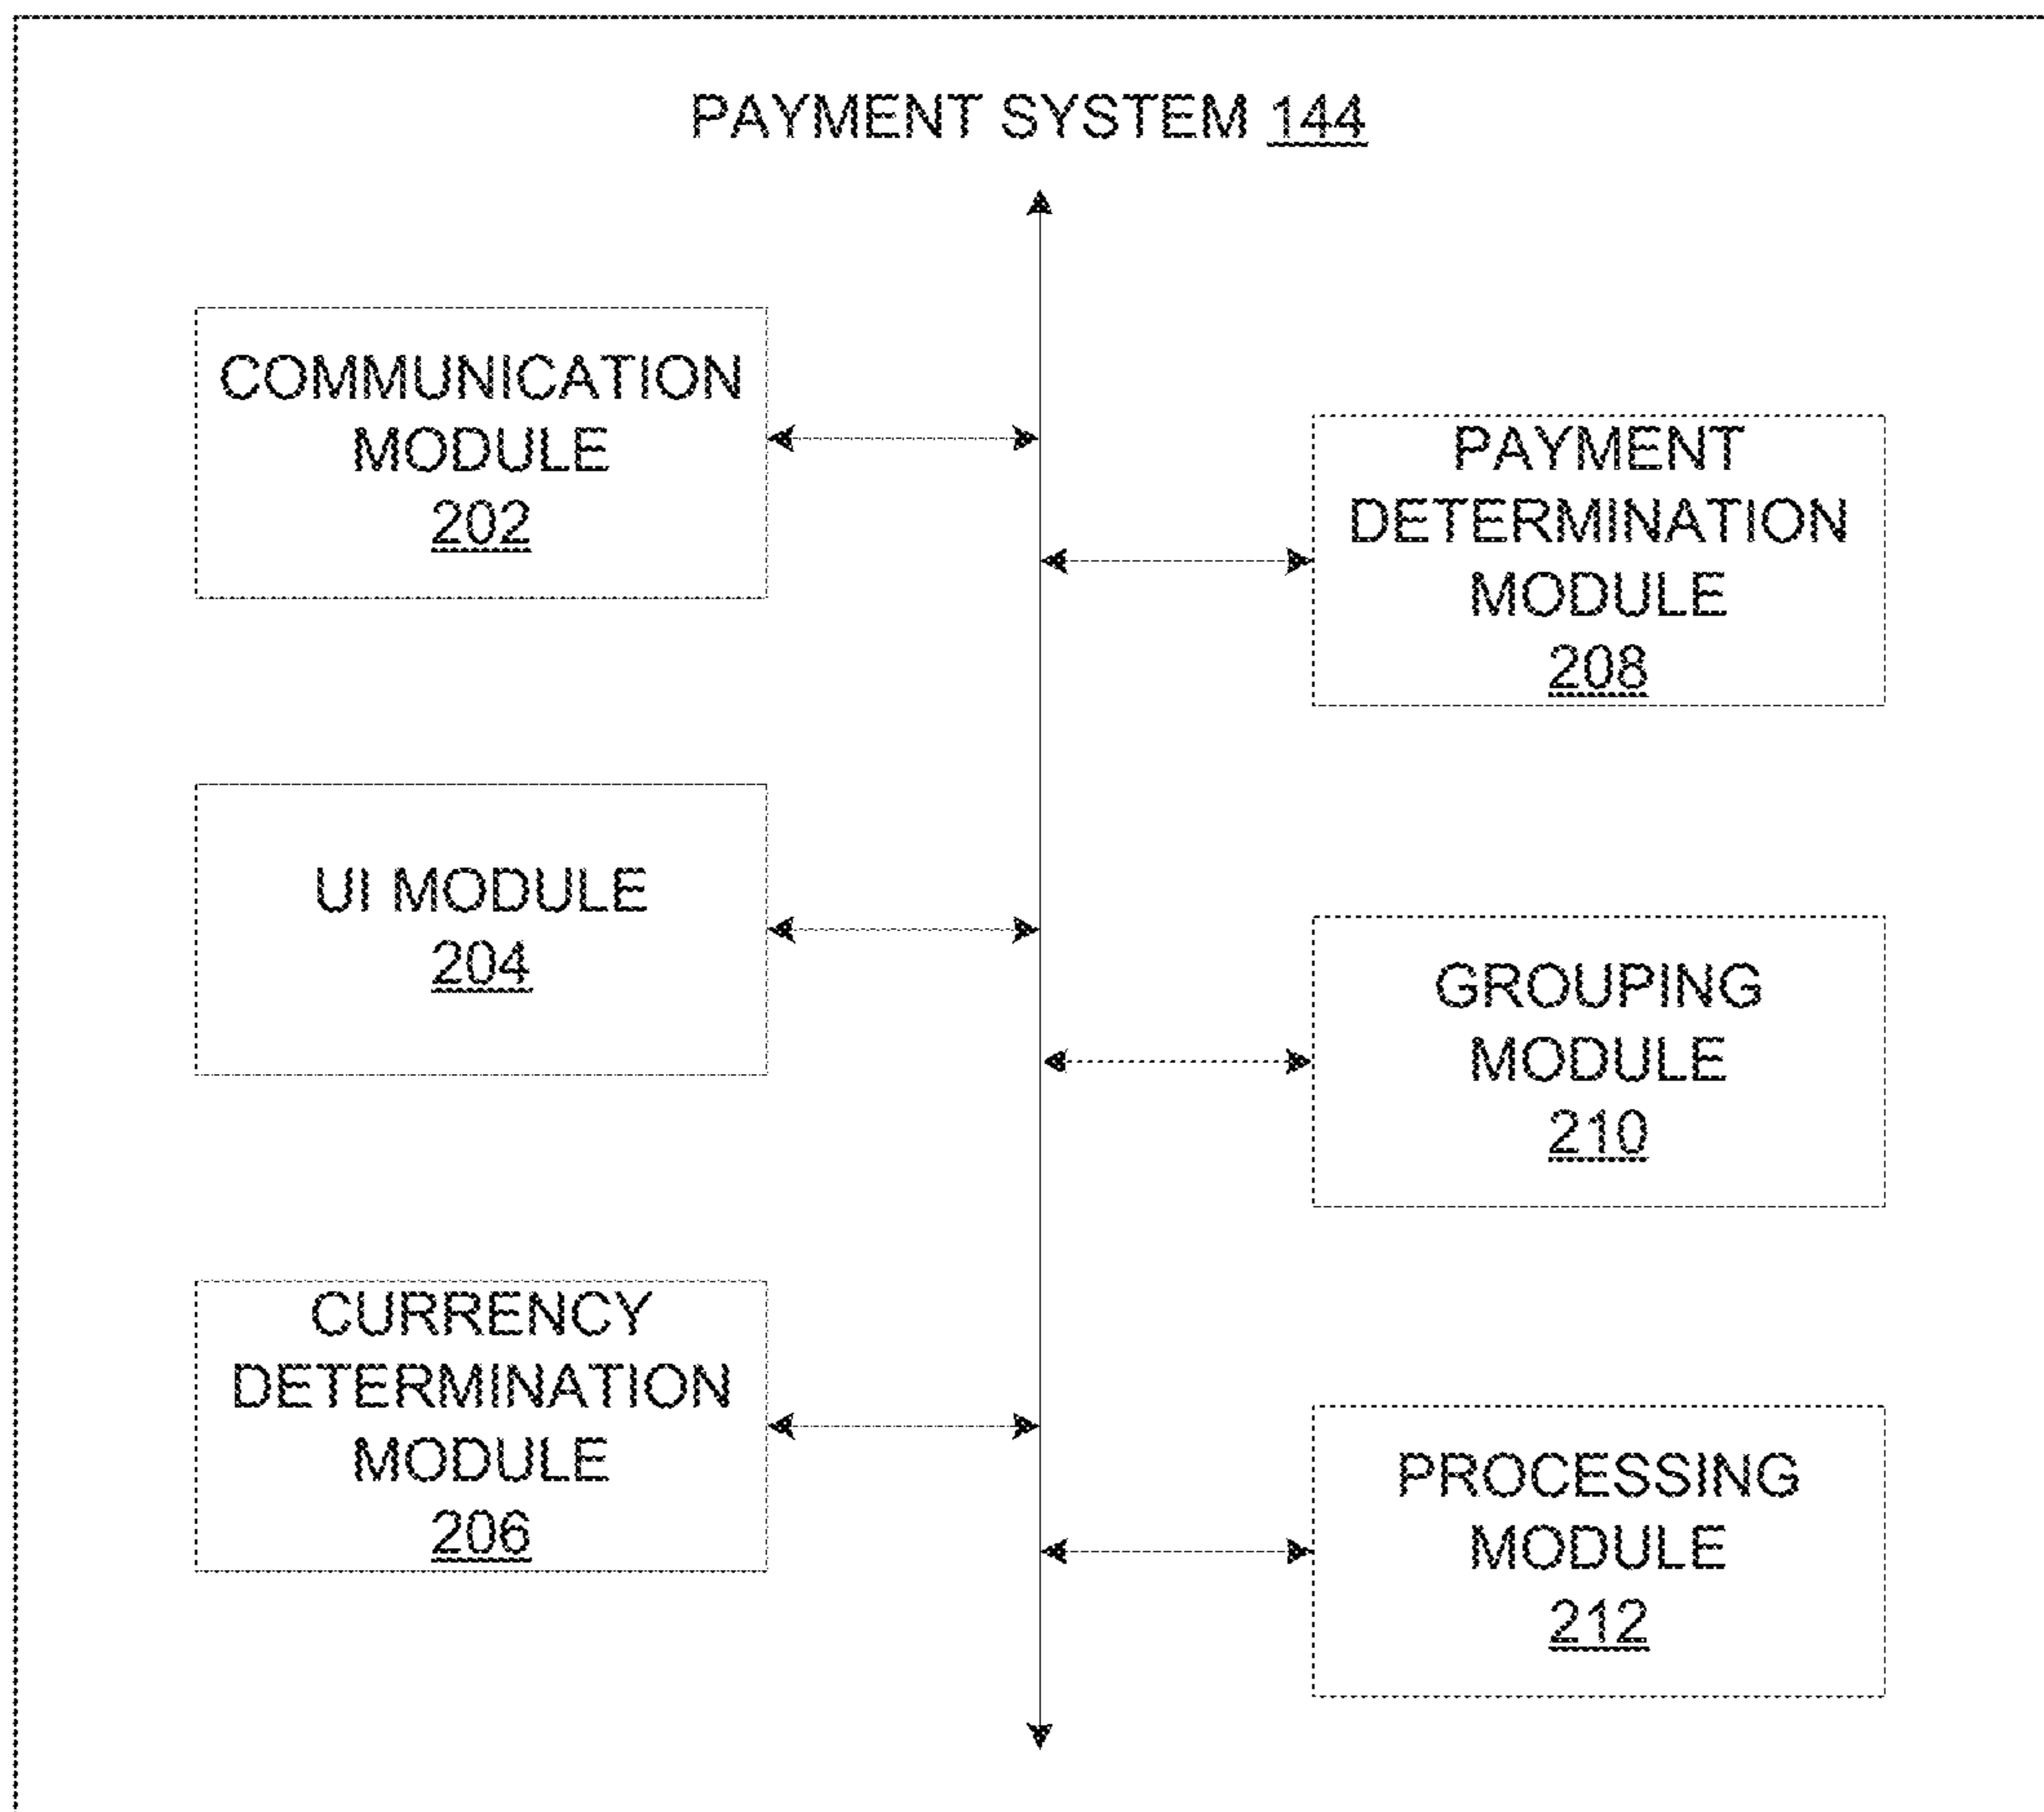 PAYMENT SYSTEM 144
COMMUNICATION
MODULE
202
PAYMENT
DETERMINATION
MODULE
208
UI MODULE
204
GROUPING
MODULE
210
CURRENCY
DETERMINATION
MODULE
206
PROCESSING
MODULE
212